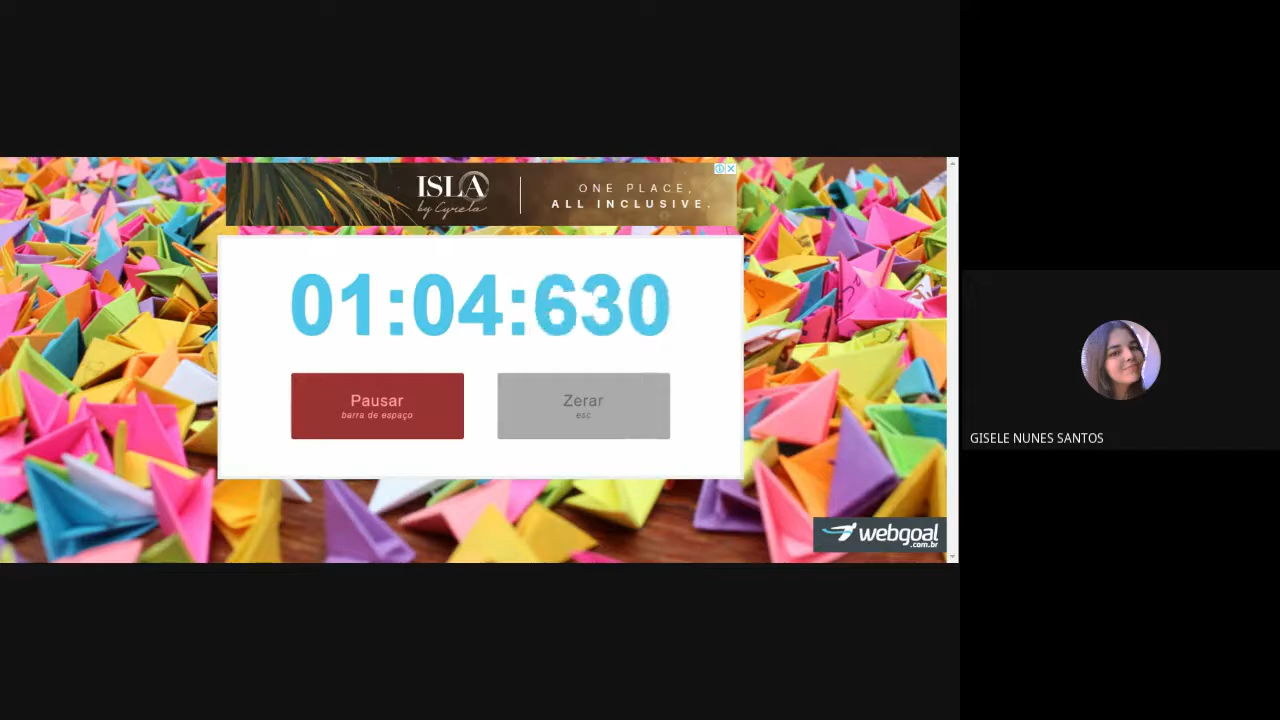 ISLA
by Cyrela
ONE PLACE,
ALL INCLUSIVE.
01:04:630
Pausar
barra de espaço
Zerar
esc
webgoal
.com.br
GISELE NUNES SANTOS